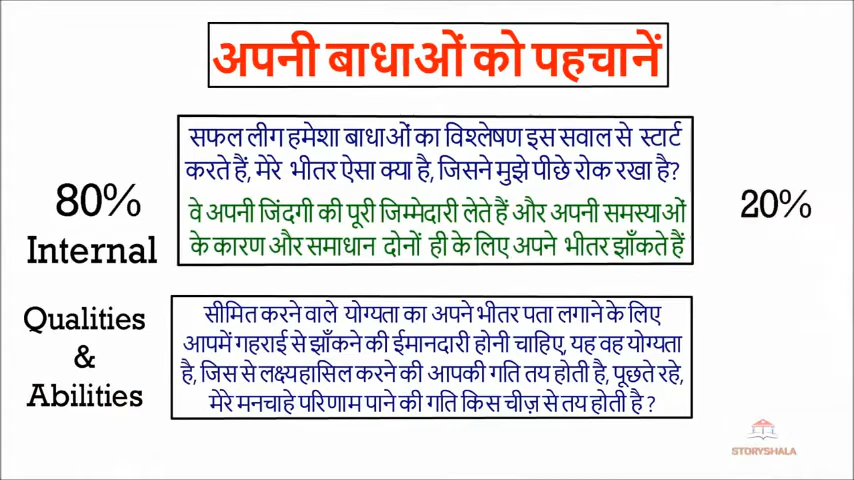 अपनी बाधाओं को पहचानें
सफल लीग हमेशा बाधाओं का विश्लेषण इस सवाल से स्टार्ट
करते हैं, मेरे भीतर ऐसा क्या है, जिसने मुझे पीछे रोक रखा है?
वे अपनी जिंदगी की पूरी जिम्मेदारी लेते हैं और अपनी समस्याओं
के कारण और समाधान दोनों ही के लिए अपने भीतर झाँकते हैं
80%
Internal
20%
Qualities
&
Abilities
सीमित करने वाले योग्यता का अपने भीतर पता लगाने के लिए
आपमें गहराई से झाँकने की ईमानदारी होनी चाहिए, यह वह योग्यता
है, जिस से लक्ष्यहासिल करने की आपकी गति तय होती है, पूछते रहे,
मेरे मनचाहे परिणाम पाने की गति किस चीज़ से तय होती है ?
STORYSHALA